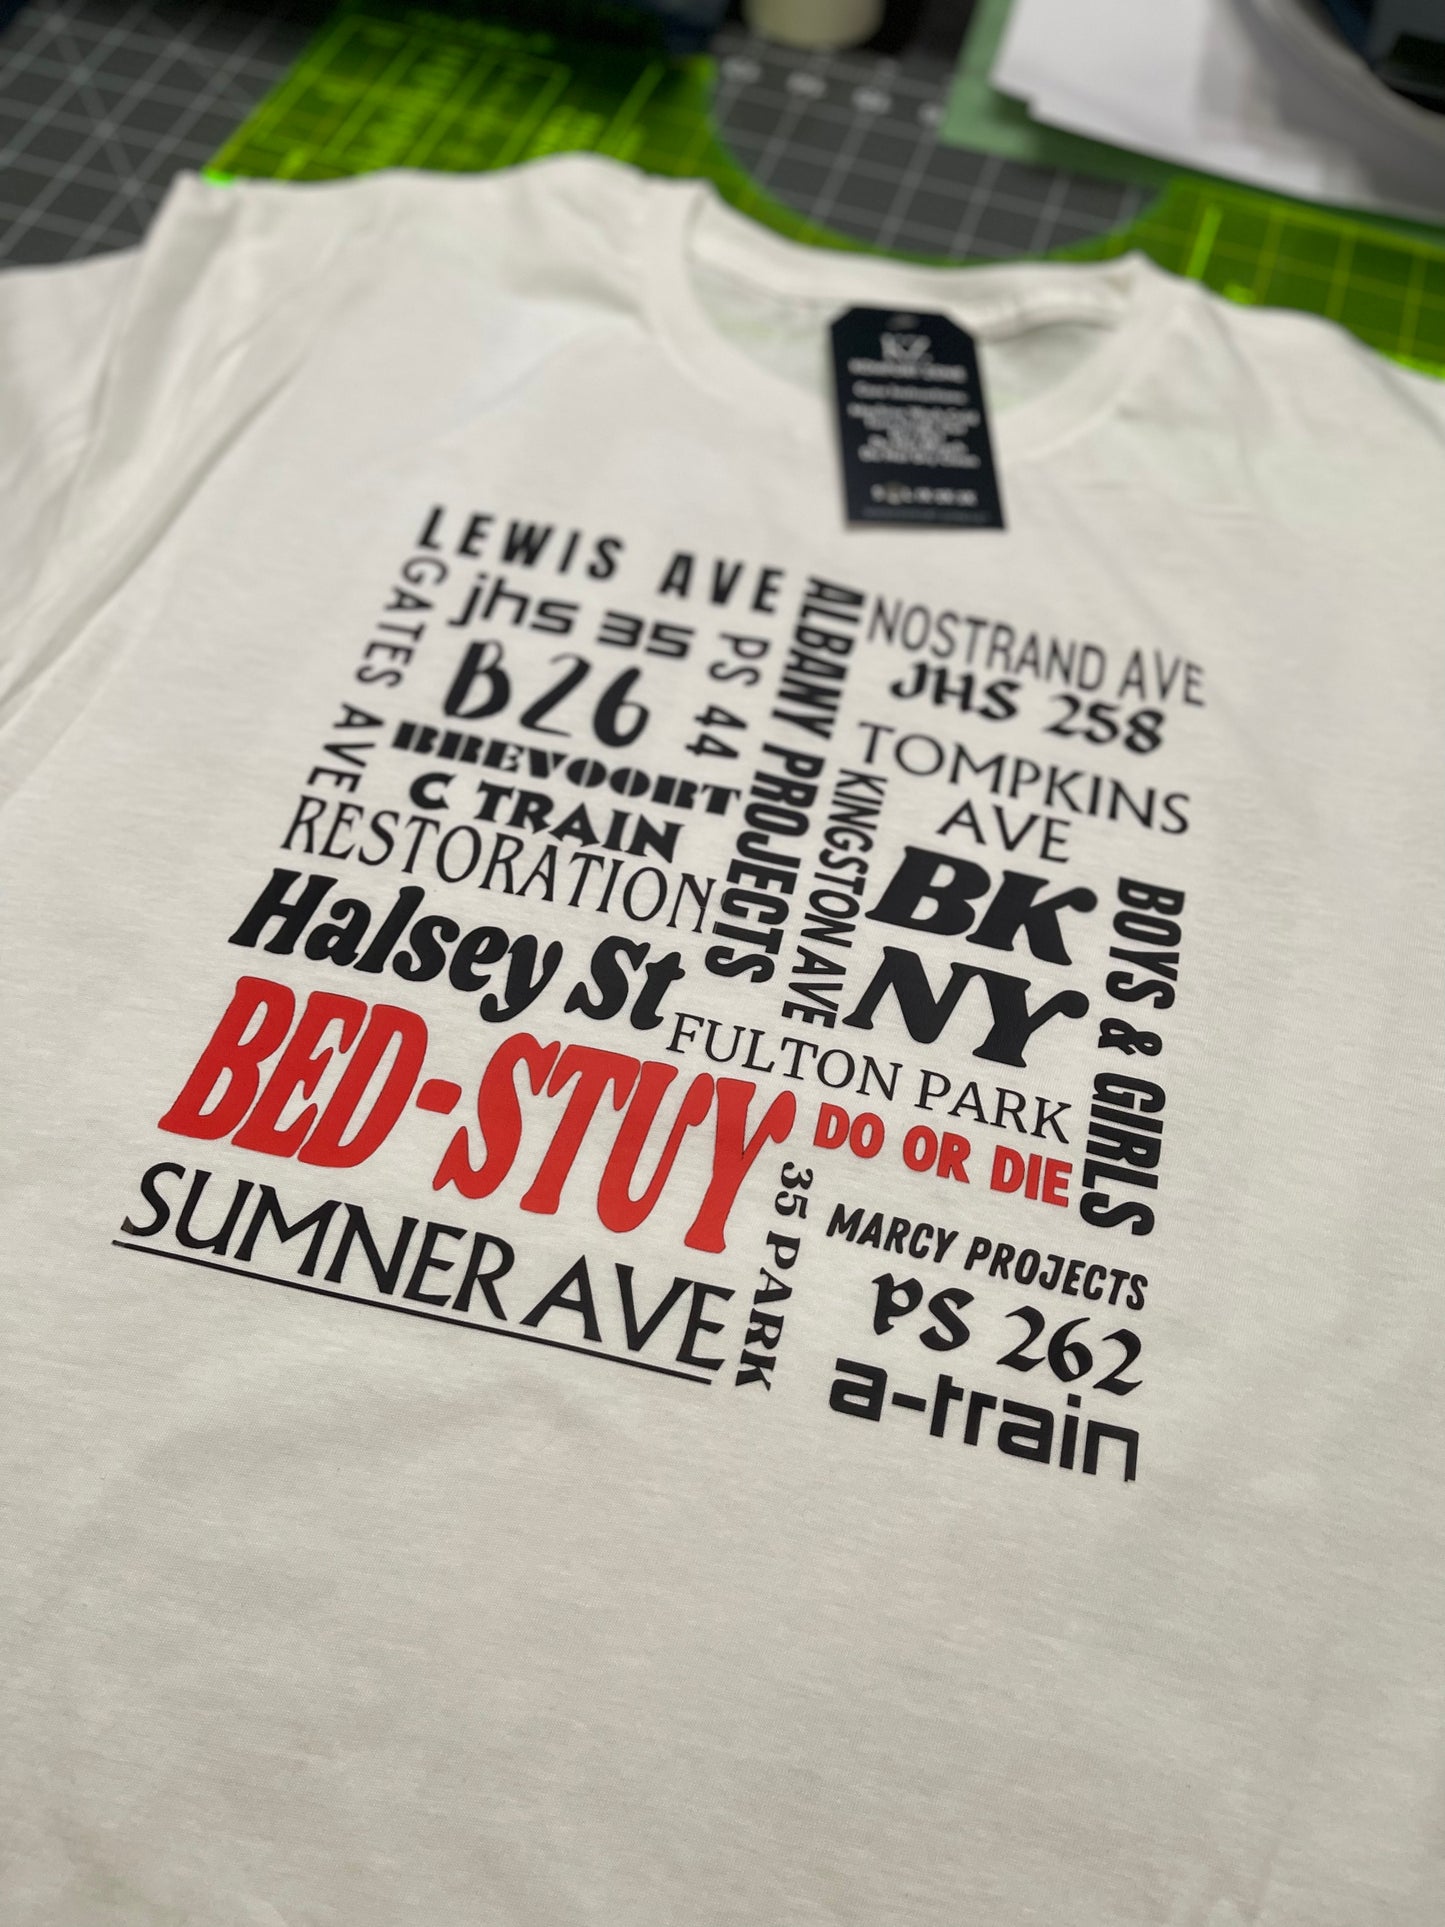 LEWIS AVE
GATES AVE
jhs 35
PS 44
B26
BREVOORT
C TRAIN
RESTORATION
Halsey St
ALBANY PROJECTS
NOSTRAND AVE
JHS 258
TOMPKINS
AVE
KINGSTON AVE
BK
NY
BOYS & GIRLS
FULTON PARK
BED-STUY
DO OR DIE
SUMNER AVE
35 PARK
MARCY PROJECTS
PS 262
a-train